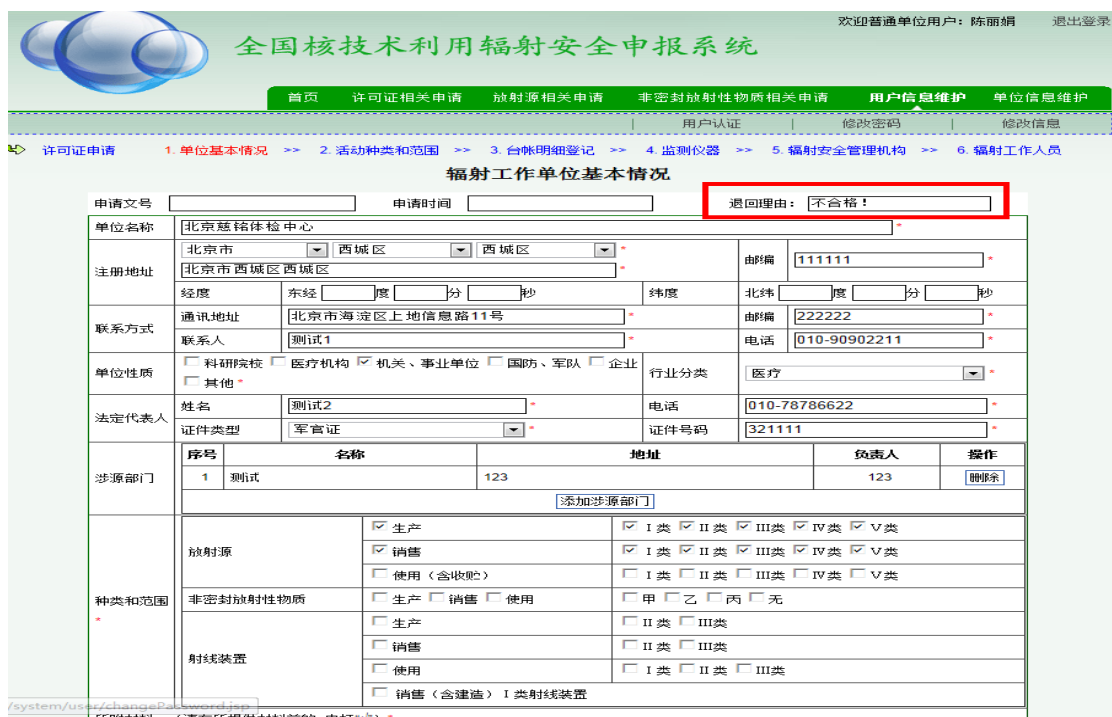 欢迎普通单位用户：陈丽娟 退出登录
全国核技术利用辐射安全申报系统
首页 许可证相关申请 放射源相关申请 非密封放射性物质相关申请 用户信息维护 单位信息维护
| 用户认证 | 修改密码 | 修改信息
许可证申请 1. 单位基本情况 >> 2. 活动种类和范围 >> 3. 台帐明细登记 >> 4. 监测仪器 >> 5. 辐射安全管理机构 >> 6. 辐射工作人员
辐射工作单位基本情况
申请文号 申请时间 退回理由： 不合格！
单位名称 北京慈铭体检中心 *
注册地址 北京市 西城区 西城区 *
北京市西城区西城区 * 邮编 111111 *
经度 东经 度 分 秒 纬度 北纬 度 分 秒
联系方式 通讯地址 北京市海淀区上地信息路11号 * 邮编 222222 *
联系人 测试1 * 电话 010-90902211 *
单位性质 科研院校 医疗机构 机关、事业单位 国防、军队 企业
其他 * 行业分类 医疗 *
法定代表人 姓名 测试2 * 电话 010-78786622 *
证件类型 军官证 * 证件号码 321111 *
涉源部门 序号 名称 地址 负责人 操作
1 测试 123 123 删除
添加涉源部门
种类和范围 * 放射源 生产 I 类 II 类 III类 IV类 V类
销售 I 类 II 类 III类 IV类 V类
使用（含收贮） I 类 II 类 III类 IV类 V类
非密封放射性物质 生产 销售 使用 甲 乙 丙 无
射线装置 生产 II 类 III类
销售 II 类 III类
使用 I 类 II 类 III类
销售（含建造）I 类射线装置
/system/user/changePassword.jsp